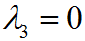 λ₃ = 0